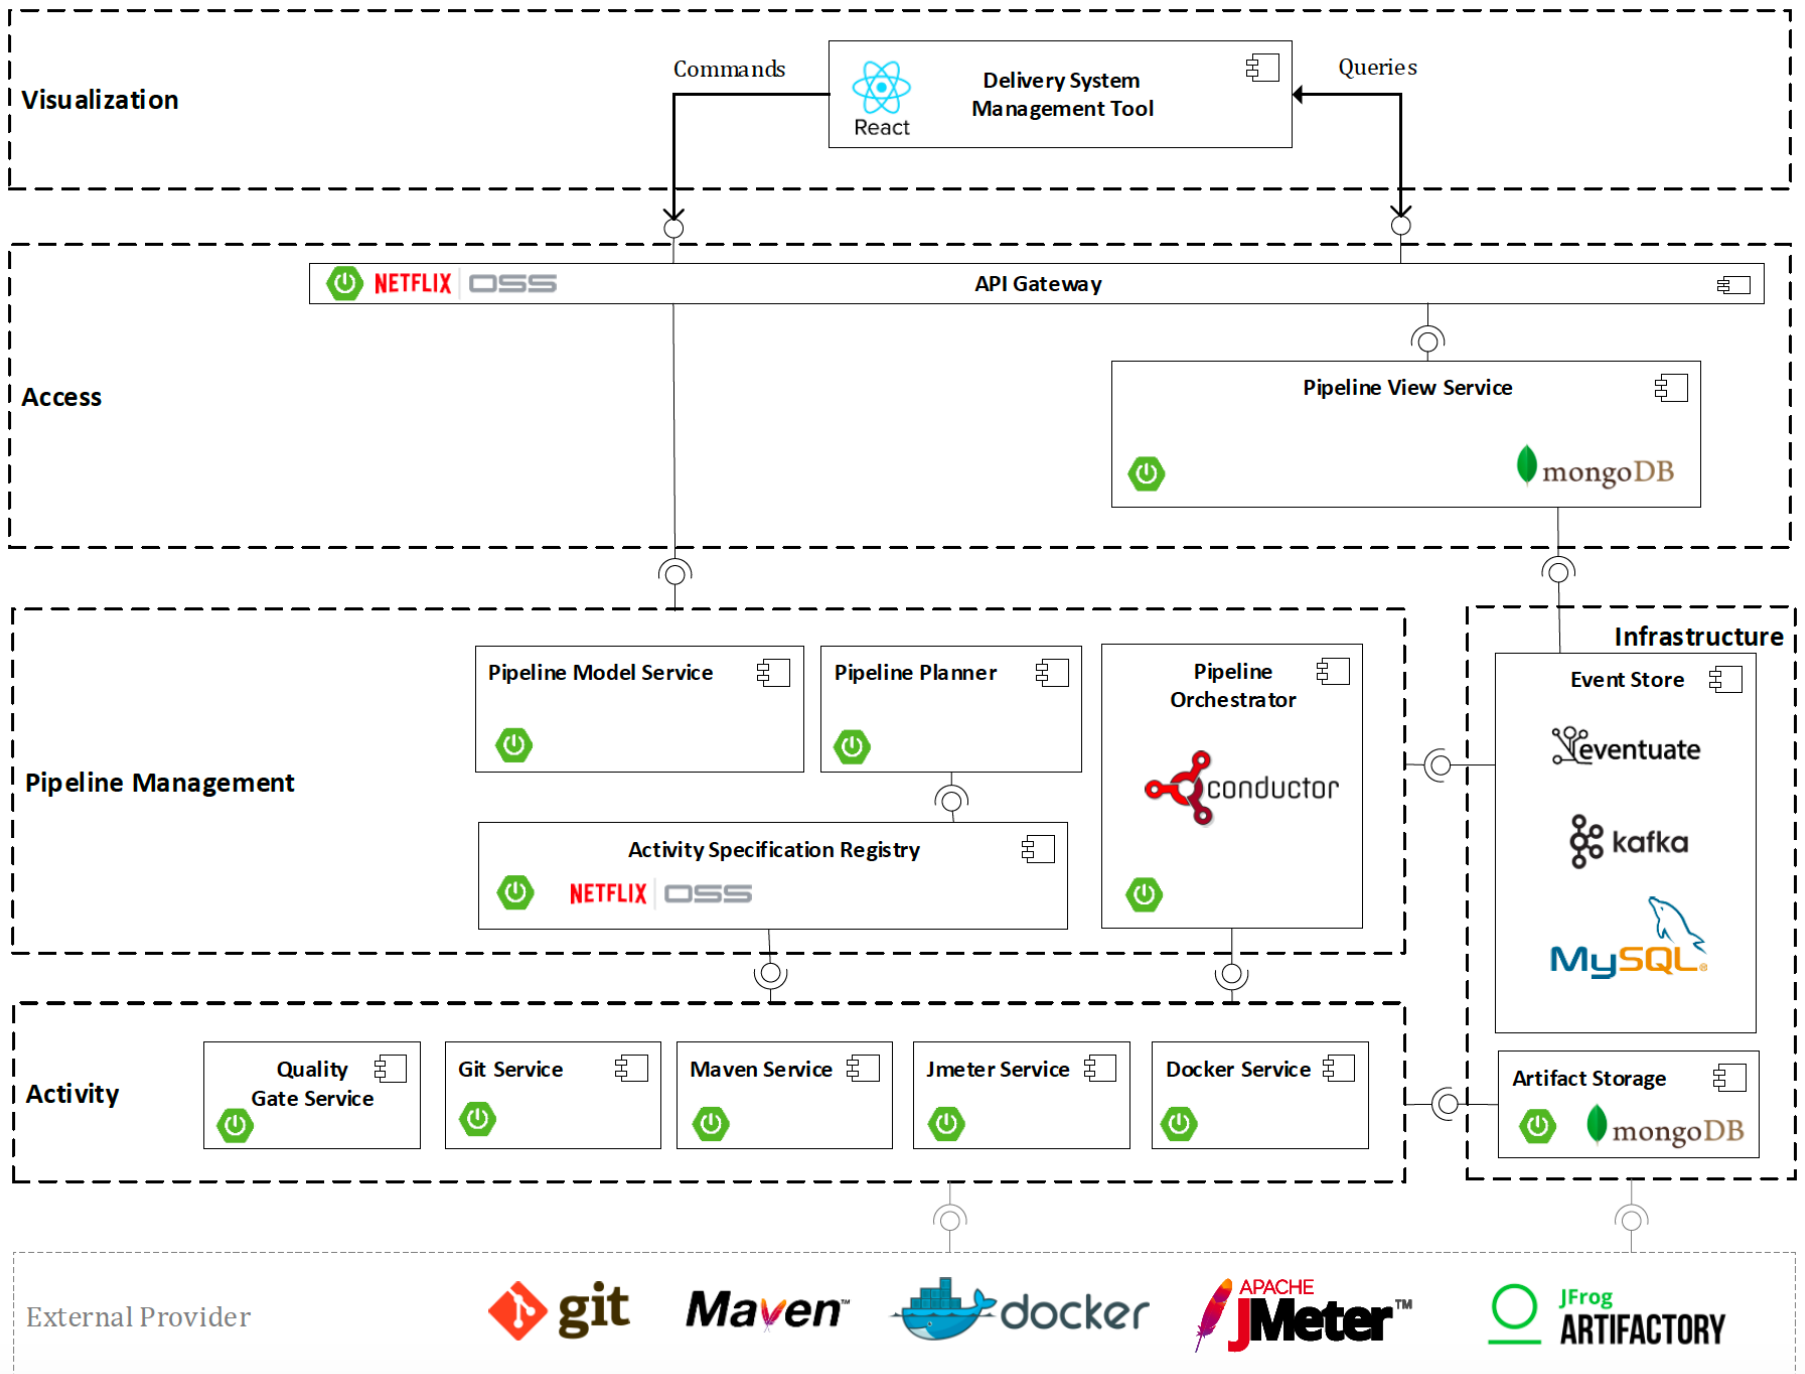 Visualization
Commands
Delivery System
Management Tool
React
Queries
Access
NETFLIX OSS
API Gateway
Pipeline View Service
mongoDB
Pipeline Management
Pipeline Model Service
Pipeline Planner
Pipeline
Orchestrator
conductor
Activity Specification Registry
NETFLIX OSS
Infrastructure
Event Store
eventuate
kafka
MySQL®
Activity
Quality
Gate Service
Git Service
Maven Service
Jmeter Service
Docker Service
Artifact Storage
mongoDB
External Provider
git
Maven™
docker
APACHE
JMeter™
JFrog
ARTIFACTORY